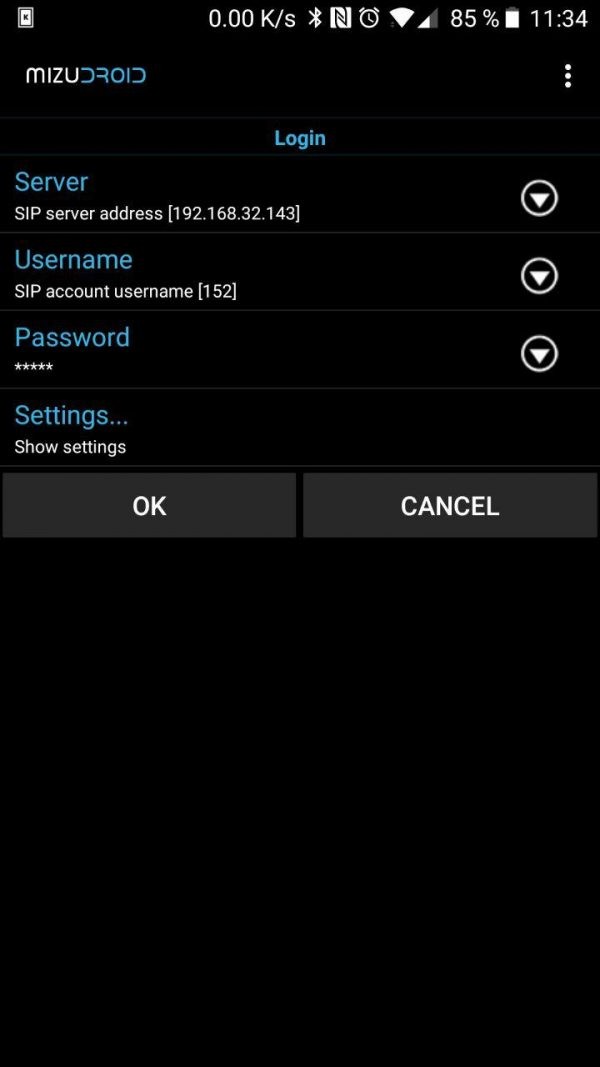 0.00 K/s 85 % 11:34
MIZUDROID
Login
Server
SIP server address [192.168.32.143]
Username
SIP account username [152]
Password
*****
Settings...
Show settings
OK CANCEL